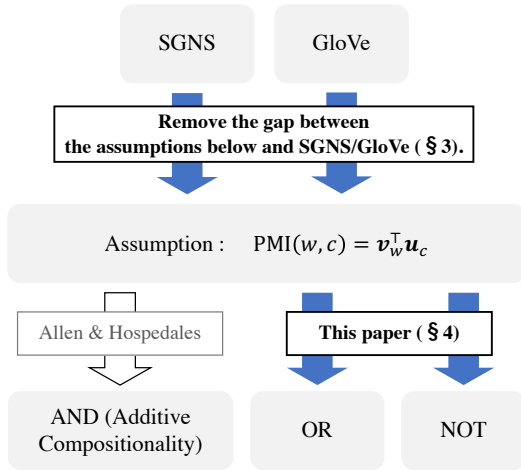 SGNS
GloVe
Remove the gap between
the assumptions below and SGNS/GloVe (§3).
Assumption : PMI(w, c) = v_w^⊤ u_c
Allen & Hospedales
This paper (§4)
AND (Additive
Compositionality)
OR
NOT